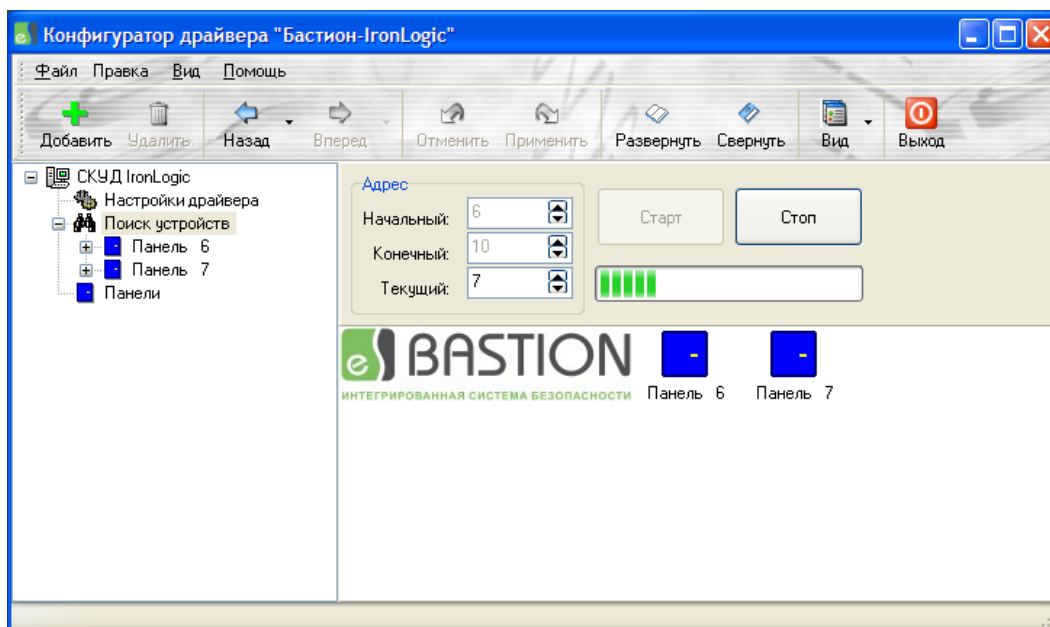 Конфигуратор драйвера "Бастион-IronLogic"
Файл Правка Вид Помощь
Добавить Удалить Назад Вперед Отменить Применить Развернуть Свернуть Вид Выход
СКУД IronLogic
Настройки драйвера
Поиск устройств
Панель 6
Панель 7
Панели
Адрес
Начальный: 6
Конечный: 10
Текущий: 7
Старт Стоп
eS BASTION
ИНТЕГРИРОВАННАЯ СИСТЕМА БЕЗОПАСНОСТИ
Панель 6 Панель 7